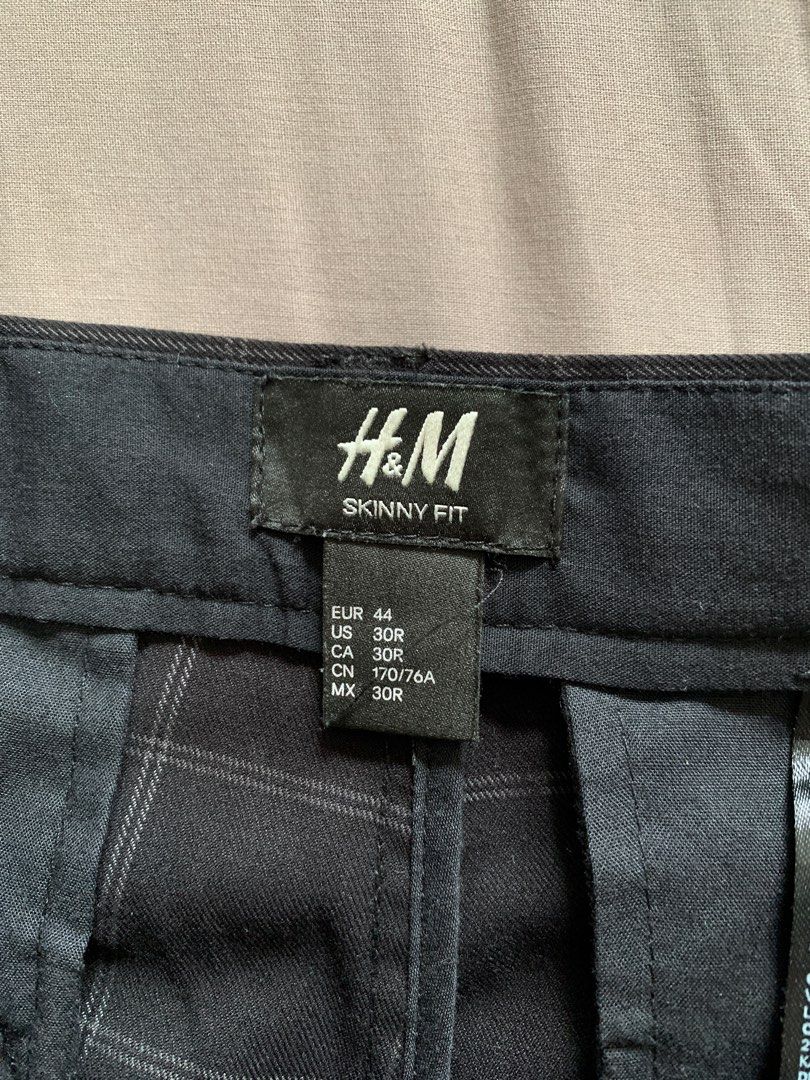 H&M
SKINNY FIT
EUR 44
US 30R
CA 30R
CN 170/76A
MX 30R